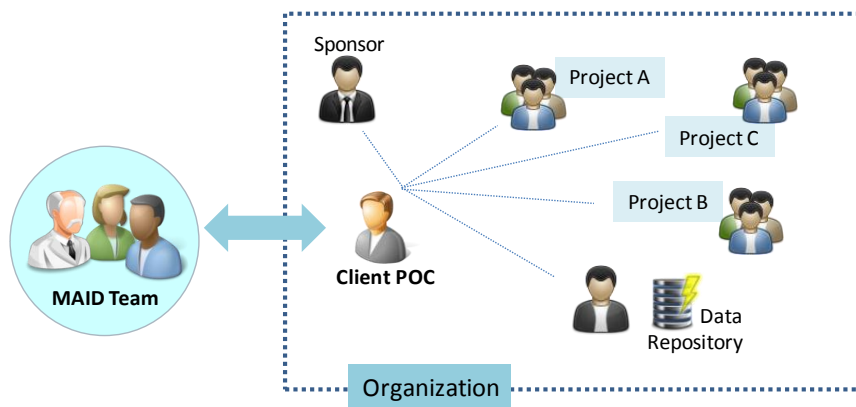 Sponsor
Project A
Project C
Project B
Client POC
MAID Team
Data
Repository
Organization